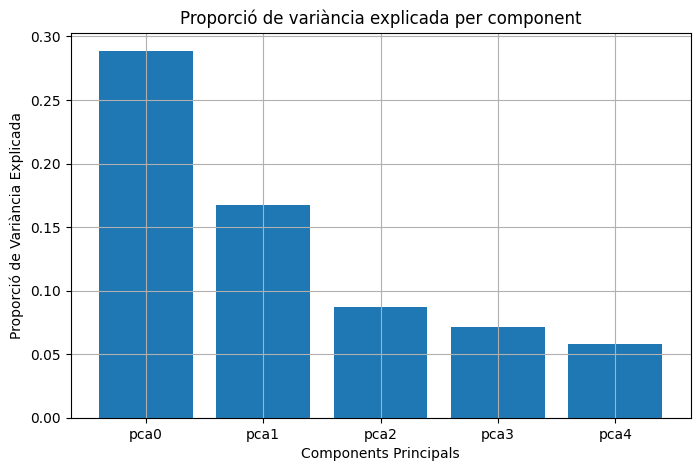 Proporció de variància explicada per component
Proporció de Variància Explicada
0.30
0.25
0.20
0.15
0.10
0.05
0.00
pca0 pca1 pca2 pca3 pca4
Components Principals